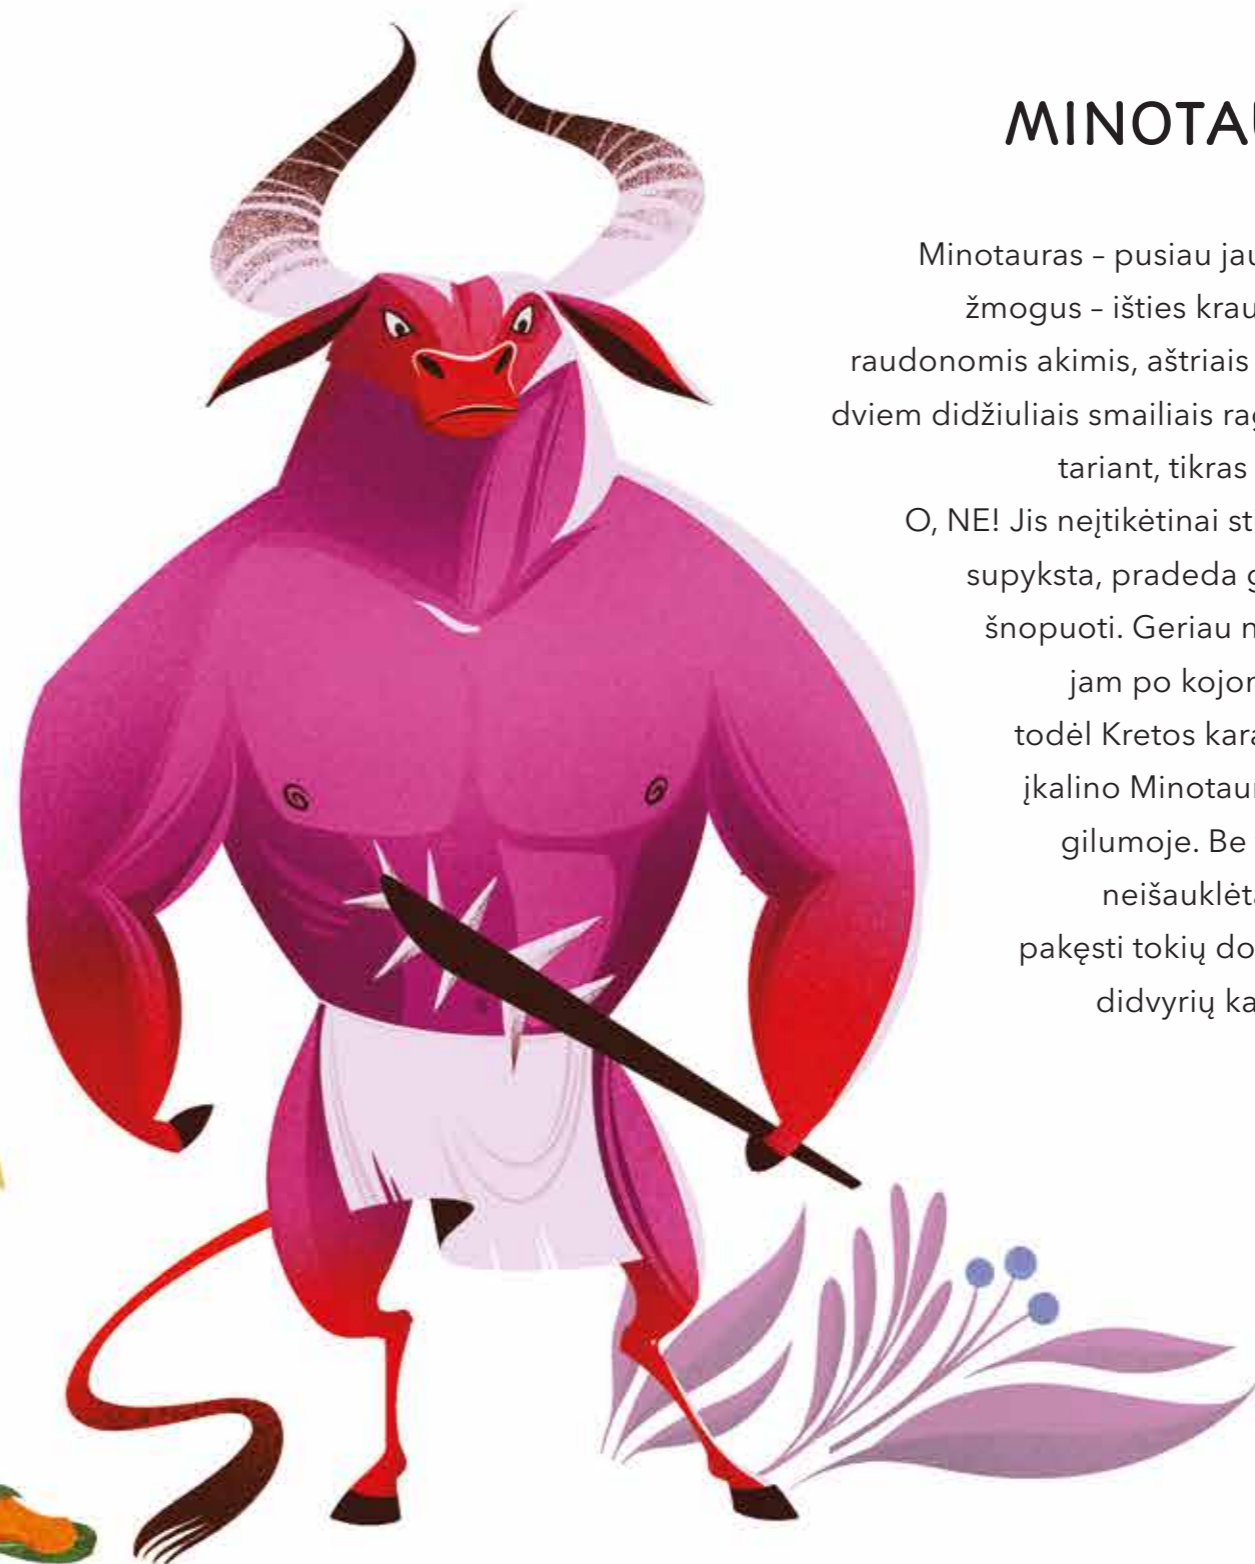 MINOTAU
Minotauras – pusiau jau
žmogus – išties krau
raudonomis akimis, aštriais
dviem didžiuliais smailiais rag
tariant, tikras
O, NE! Jis neįtikėtinai st
supyksta, pradeda g
šnopuoti. Geriau n
jam po kojon
todėl Kretos kara
įkalino Minotaur
gilumoje. Be
neišauklėta
pakęsti tokių do
didvyrių ka